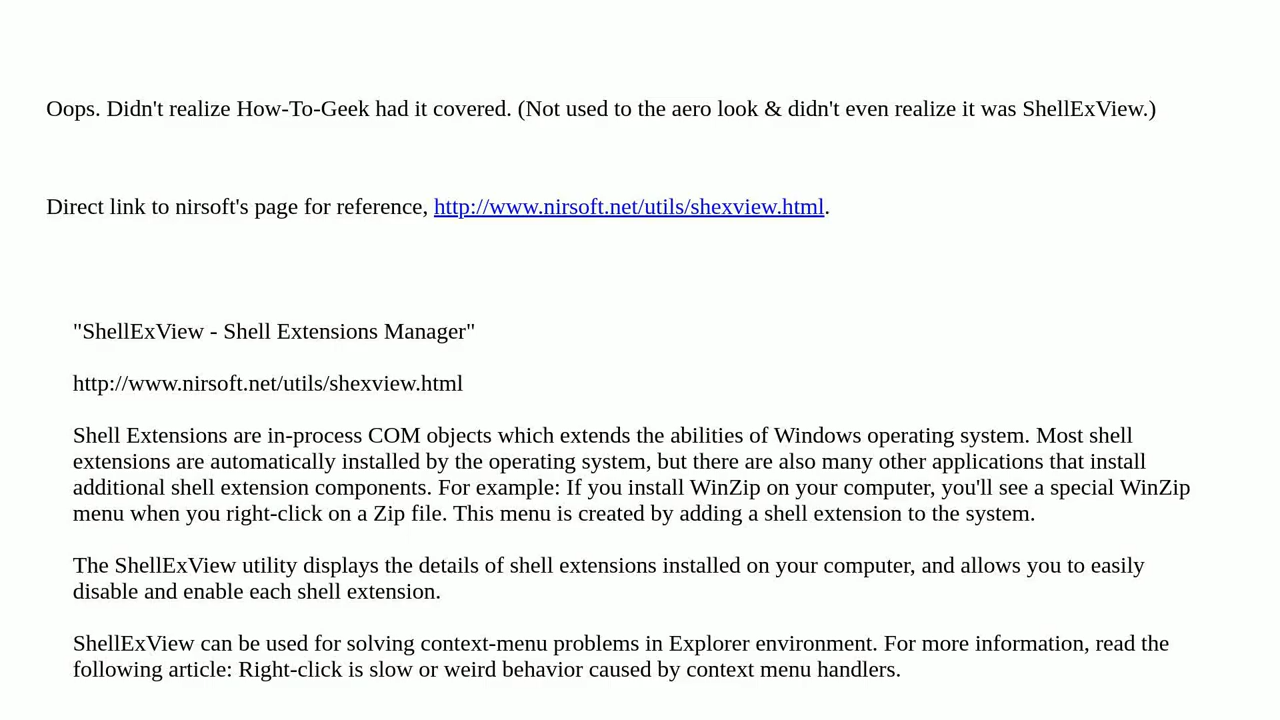 Oops. Didn't realize How-To-Geek had it covered. (Not used to the aero look & didn't even realize it was ShellExView.)
Direct link to nirsoft's page for reference, http://www.nirsoft.net/utils/shexview.html.
"ShellExView - Shell Extensions Manager"
http://www.nirsoft.net/utils/shexview.html
Shell Extensions are in-process COM objects which extends the abilities of Windows operating system. Most shell
extensions are automatically installed by the operating system, but there are also many other applications that install
additional shell extension components. For example: If you install WinZip on your computer, you'll see a special WinZip
menu when you right-click on a Zip file. This menu is created by adding a shell extension to the system.
The ShellExView utility displays the details of shell extensions installed on your computer, and allows you to easily
disable and enable each shell extension.
ShellExView can be used for solving context-menu problems in Explorer environment. For more information, read the
following article: Right-click is slow or weird behavior caused by context menu handlers.